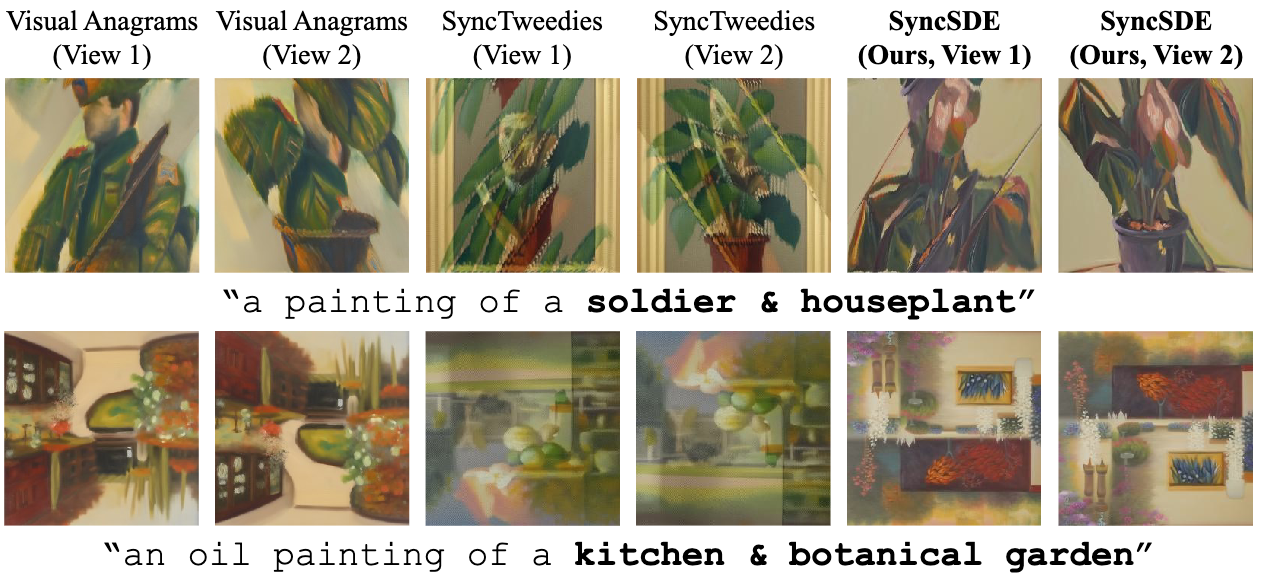 Visual Anagrams (View 1)
Visual Anagrams (View 2)
SyncTweedies (View 1)
SyncTweedies (View 2)
SyncSDE (Ours, View 1)
SyncSDE (Ours, View 2)
“a painting of a soldier & houseplant”
“an oil painting of a kitchen & botanical garden”